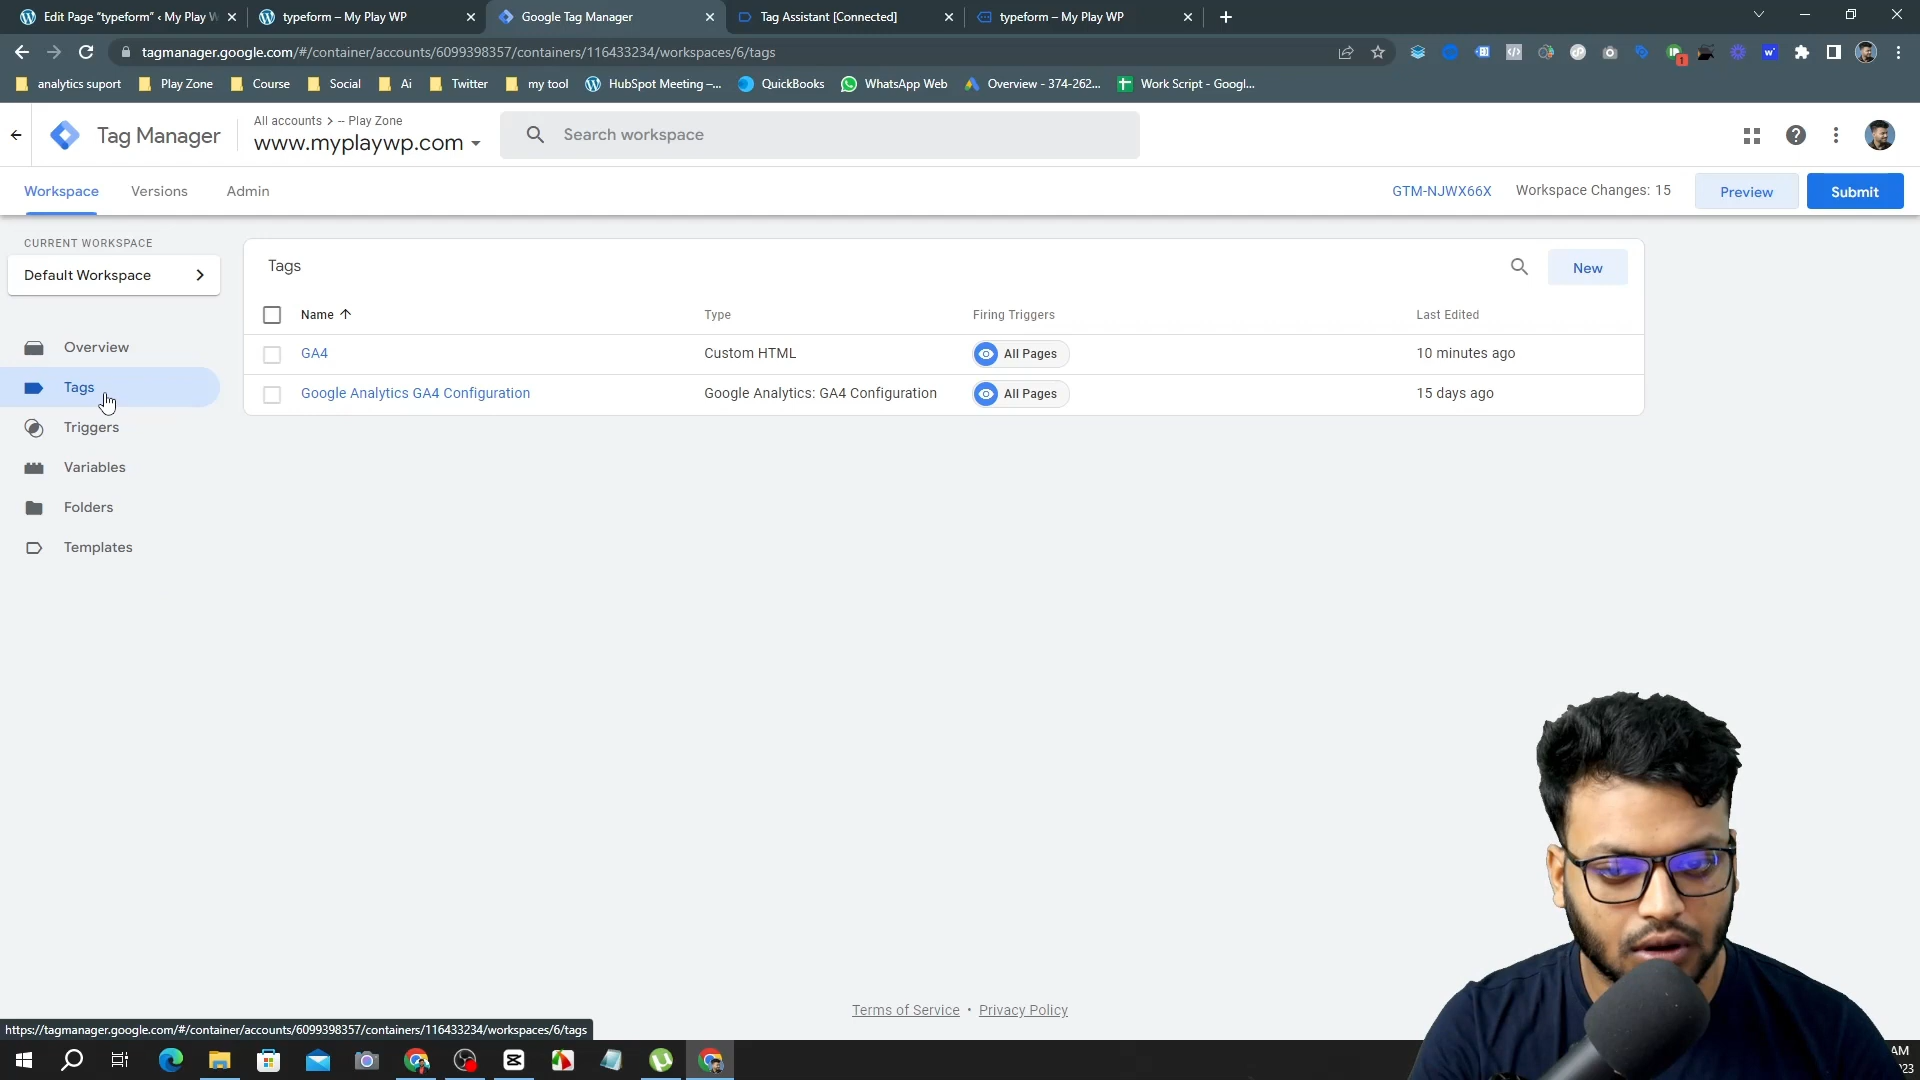 Edit Page "typeform" ‹ My Play W
typeform – My Play WP
Google Tag Manager
Tag Assistant [Connected]
typeform – My Play WP
tagmanager.google.com/#/container/accounts/6099398357/containers/116433234/workspaces/6/tags
1
analytics suport
Play Zone
Course
Social
Ai
Twitter
my tool
HubSpot Meeting –...
QuickBooks
WhatsApp Web
Overview - 374-262...
Work Script - Googl...
Tag Manager
All accounts > -- Play Zone
www.myplaywp.com
Search workspace
Workspace
Versions
Admin
GTM-NJWX66X
Workspace Changes: 15
Preview
Submit
CURRENT WORKSPACE
Default Workspace
Overview
Tags
Triggers
Variables
Folders
Templates
Tags
New
Name
Type
Firing Triggers
Last Edited
GA4
Custom HTML
All Pages
10 minutes ago
Google Analytics GA4 Configuration
Google Analytics: GA4 Configuration
All Pages
15 days ago
Terms of Service • Privacy Policy
https://tagmanager.google.com/#/container/accounts/6099398357/containers/116433234/workspaces/6/tags
AM